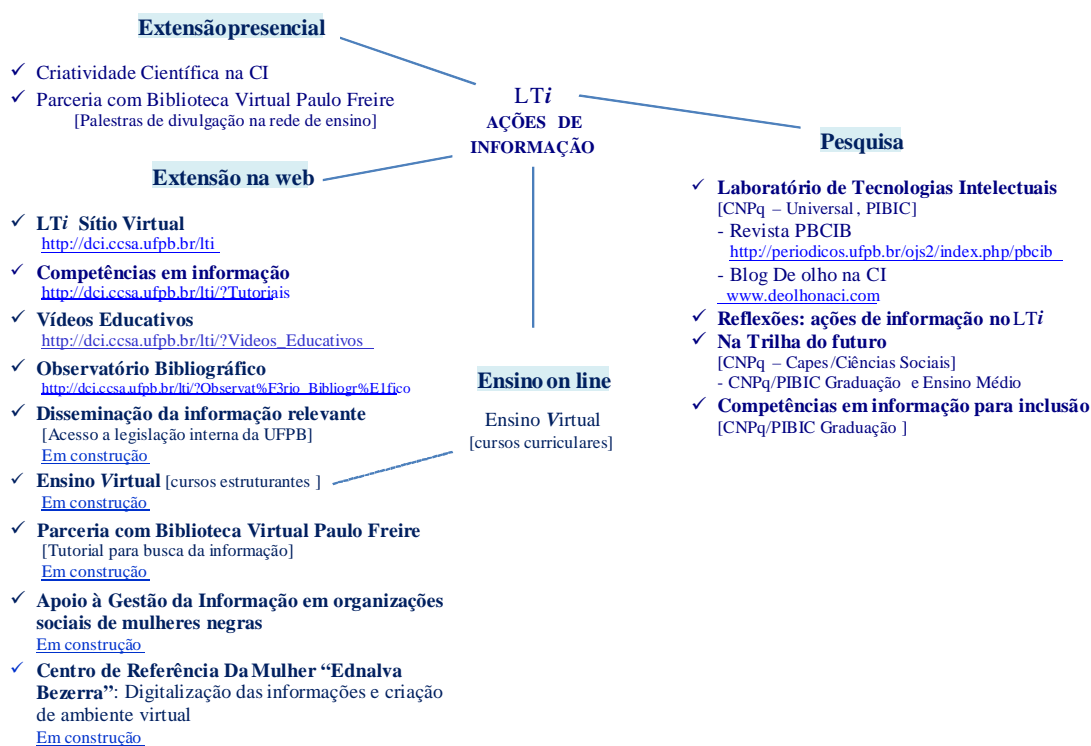 Extensão presencial
✓ Criatividade Científica na CI
✓ Parceria com Biblioteca Virtual Paulo Freire
[Palestras de divulgação na rede de ensino]
LTi
AÇÕES DE
INFORMAÇÃO
Extensão na web
✓ LTi Sítio Virtual
http://dci.ccsa.ufpb.br/lti
✓ Competências em informação
http://dci.ccsa.ufpb.br/lti/?Tutoriais
✓ Vídeos Educativos
http://dci.ccsa.ufpb.br/lti/?Videos_Educativos
✓ Observatório Bibliográfico
http://dci.ccsa.ufpb.br/lti/?Observat%F3rio_Bibliogr%E1fico
✓ Disseminação da informação relevante
[Acesso a legislação interna da UFPB]
Em construção
✓ Ensino Virtual [cursos estruturantes ]
Em construção
✓ Parceria com Biblioteca Virtual Paulo Freire
[Tutorial para busca da informação]
Em construção
✓ Apoio à Gestão da Informação em organizações
sociais de mulheres negras
Em construção
✓ Centro de Referência Da Mulher “Ednalva
Bezerra”: Digitalização das informações e criação
de ambiente virtual
Em construção
Ensino on line
Ensino Virtual
[cursos curriculares]
Pesquisa
✓ Laboratório de Tecnologias Intelectuais
[CNPq – Universal, PIBIC]
- Revista PBCIB
http://periodicos.ufpb.br/ojs2/index.php/pbcib
- Blog De olho na CI
www.deolhonaci.com
✓ Reflexões: ações de informação no LTi
✓ Na Trilha do futuro
[CNPq – Capes/Ciências Sociais]
- CNPq/PIBIC Graduação e Ensino Médio
✓ Competências em informação para inclusão
[CNPq/PIBIC Graduação ]